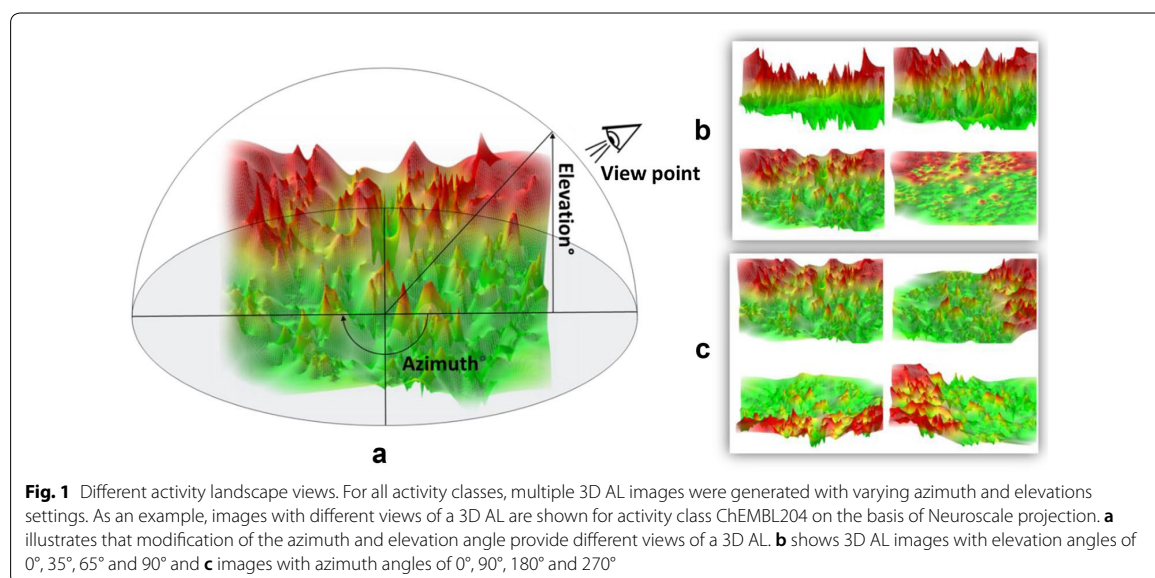 View point
Elevation°
Azimuth°
a
b
c
Fig. 1 Different activity landscape views. For all activity classes, multiple 3D AL images were generated with varying azimuth and elevations
settings. As an example, images with different views of a 3D AL are shown for activity class ChEMBL204 on the basis of Neuroscale projection. a
illustrates that modification of the azimuth and elevation angle provide different views of a 3D AL. b shows 3D AL images with elevation angles of
0°, 35°, 65° and 90° and c images with azimuth angles of 0°, 90°, 180° and 270°